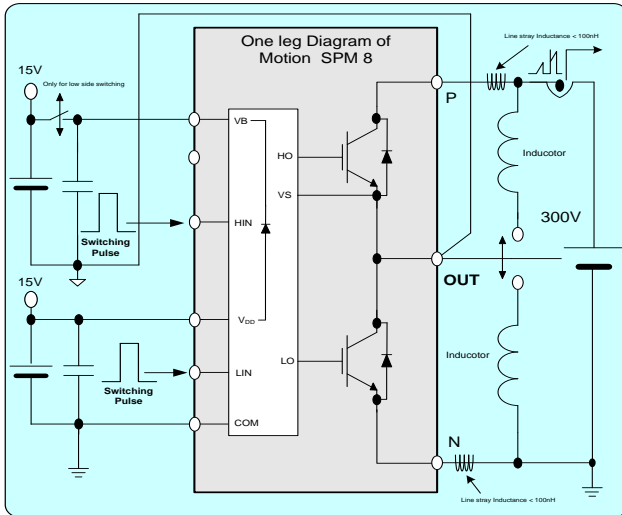 One leg Diagram of
Motion SPM 8
Line stray Inductance < 100nH
15V
Only for low side switching
P
VB
HO
Inducotor
VS
HIN
Switching
Pulse
300V
OUT
15V
VDD
Inducotor
LO
LIN
Switching
Pulse
COM
N
Line stray Inductance < 100nH